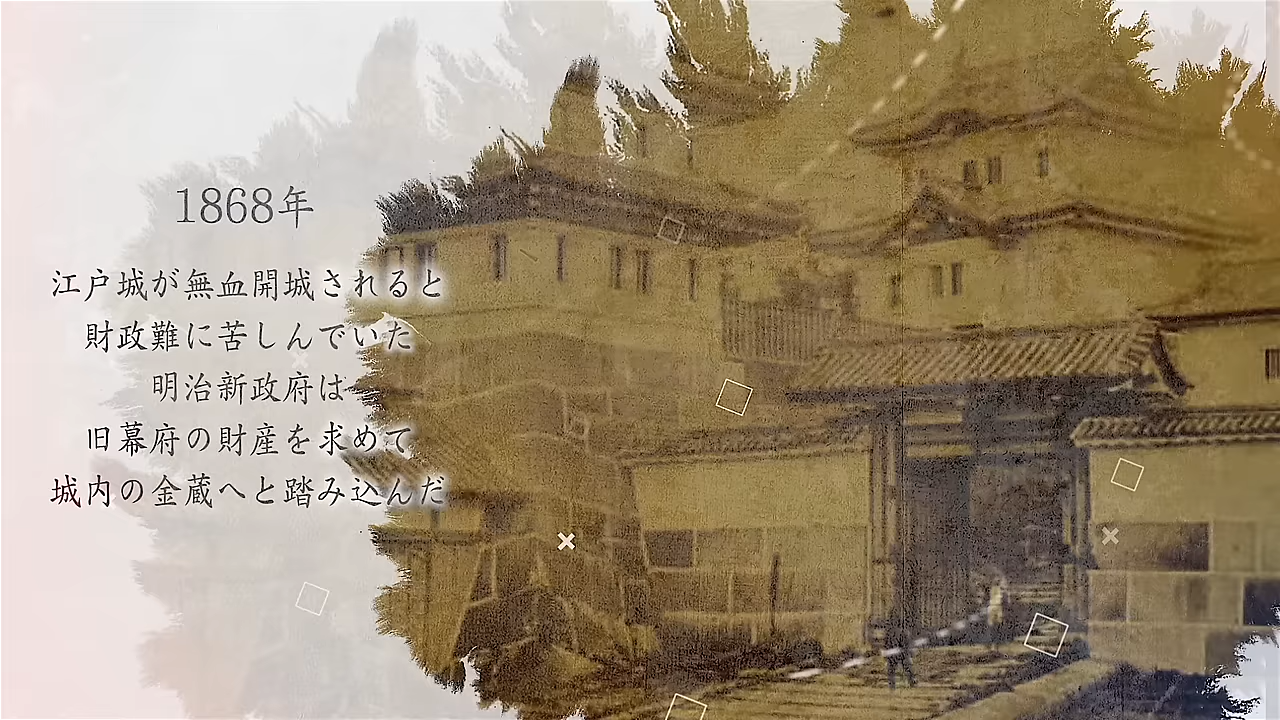 1868年
江戸城が無血開城されると
財政難に苦しんでいた
明治新政府は
旧幕府の財産を求めて
城内の金蔵へと踏み込んだ